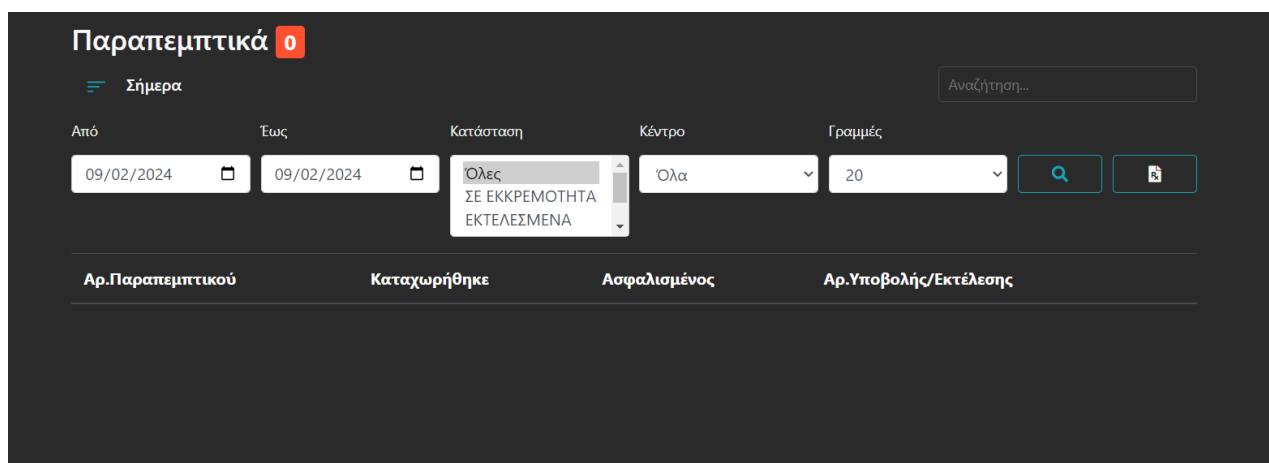 Παραπεμπτικά 0
Σήμερα
Αναζήτηση...
Από Έως Κατάσταση Κέντρο Γραμμές
09/02/2024 09/02/2024 Όλες Όλα 20
ΣΕ ΕΚΚΡΕΜΟΤΗΤΑ
ΕΚΤΕΛΕΣΜΕΝΑ
Αρ.Παραπεμπτικού Καταχωρήθηκε Ασφαλισμένος Αρ.Υποβολής/Εκτέλεσης